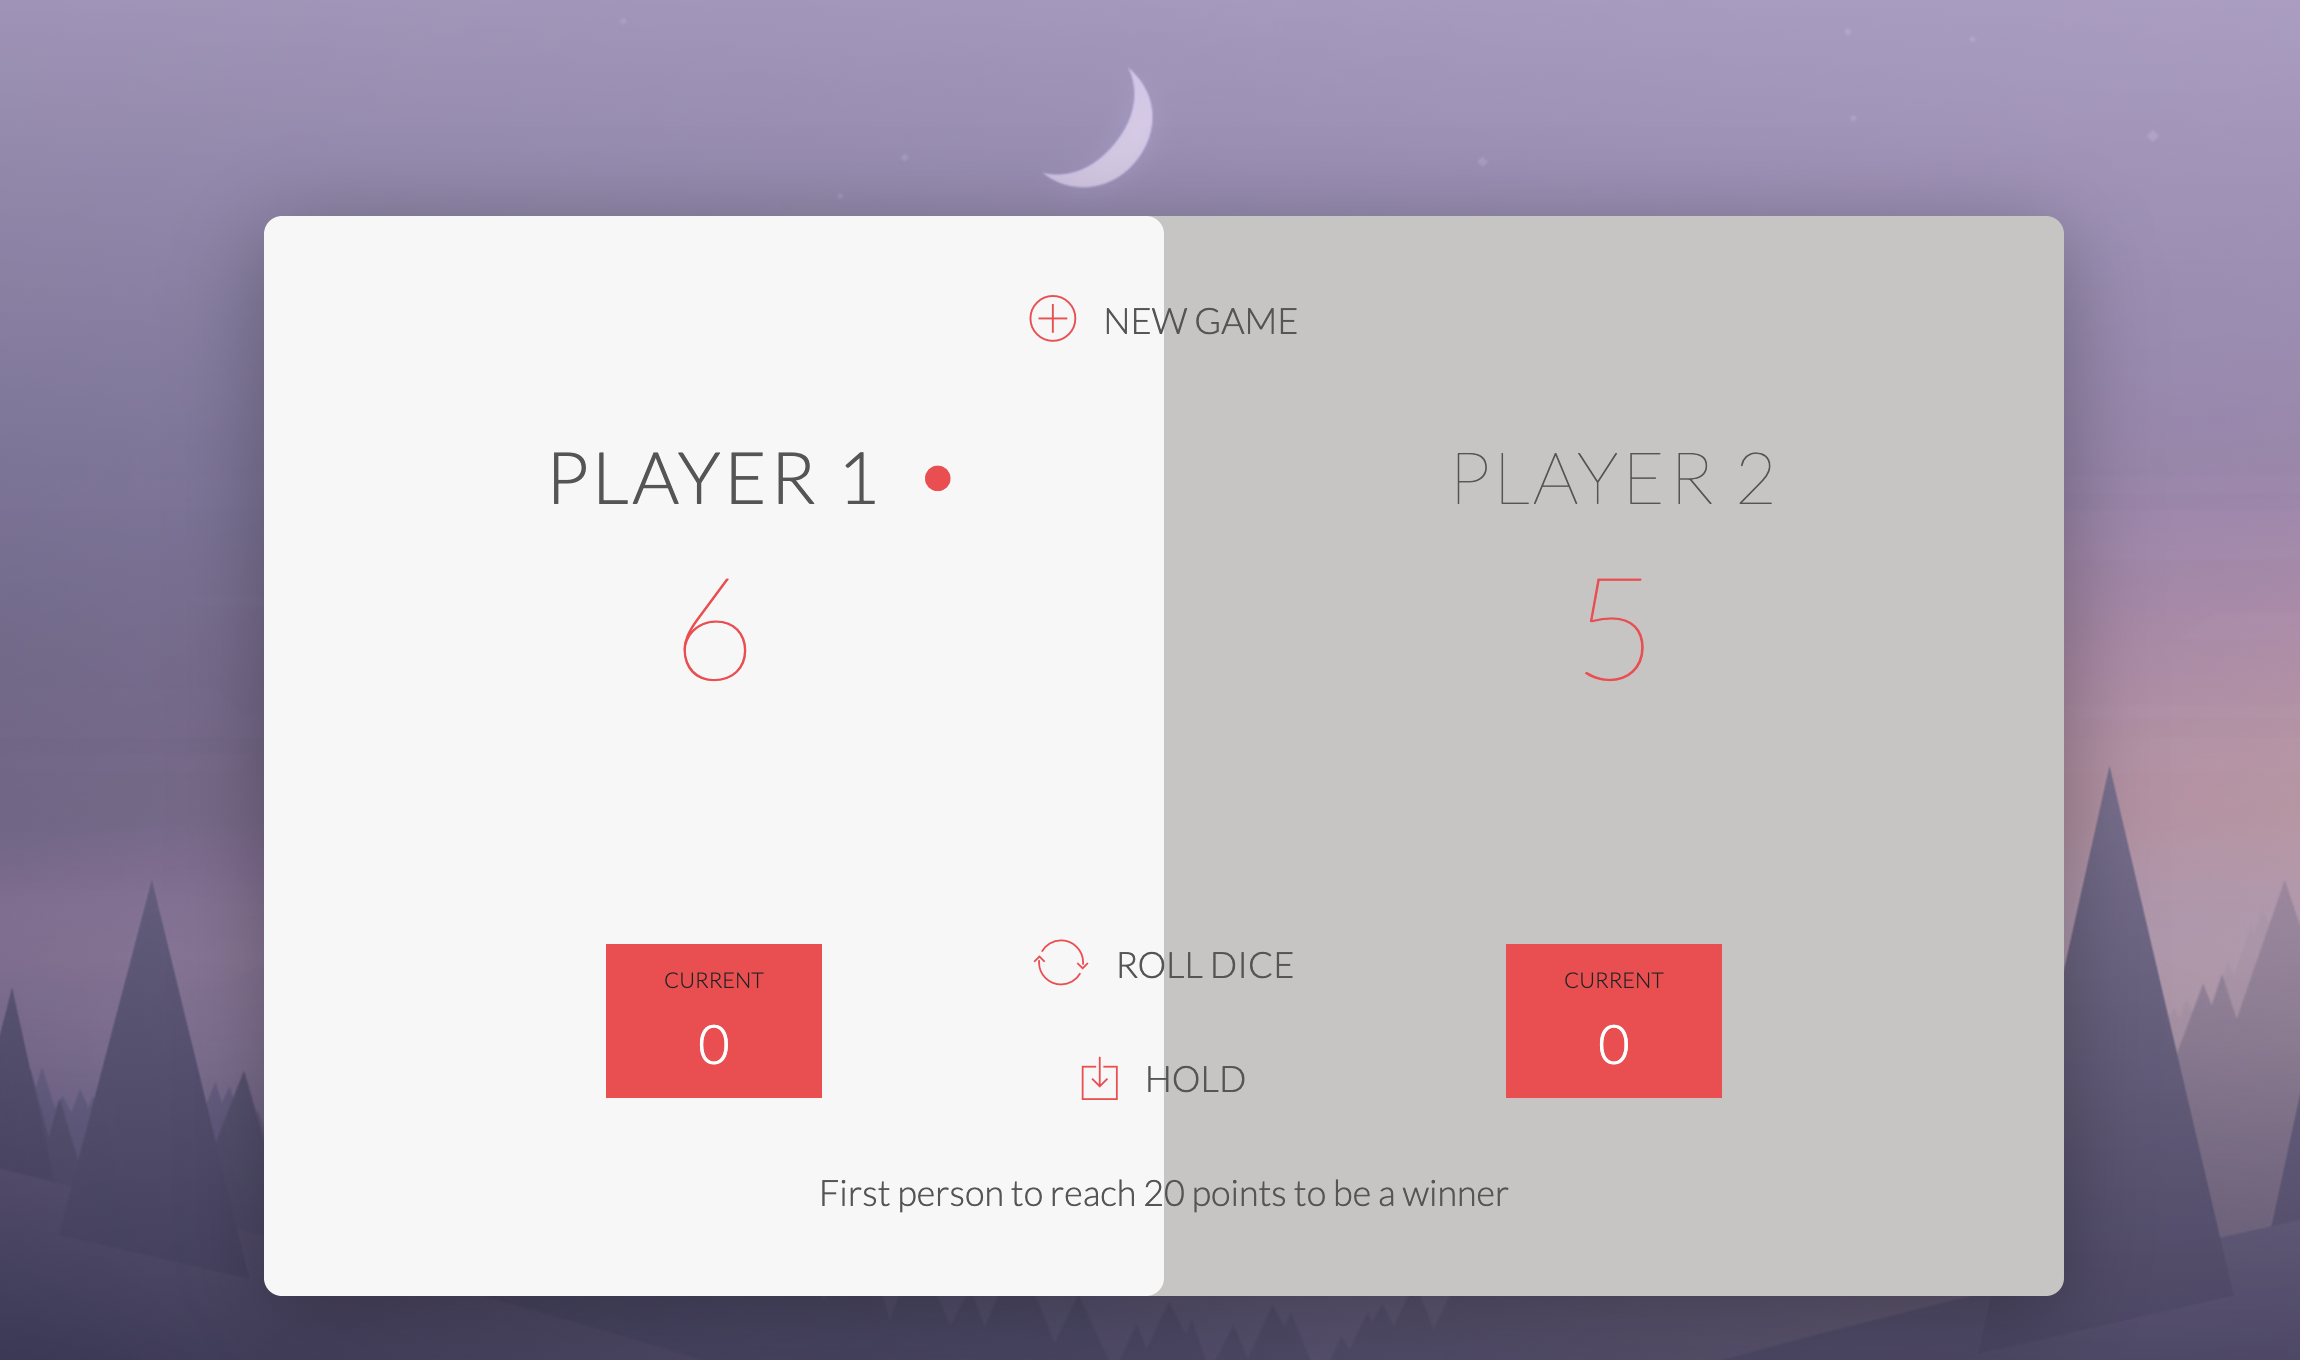 NEW GAME
PLAYER 1
PLAYER 2
6
5
CURRENT
0
ROLL DICE
CURRENT
0
HOLD
First person to reach 20 points to be a winner